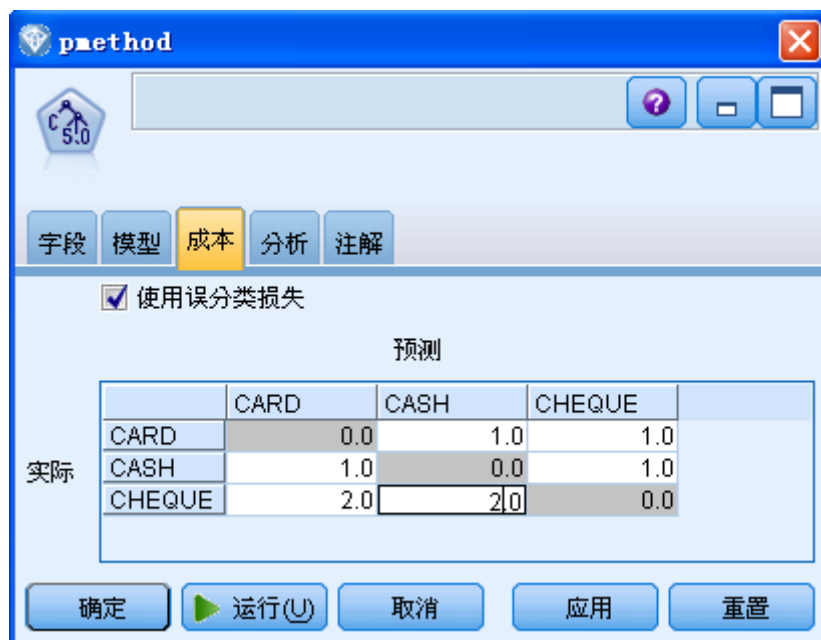 pmethod
C 5.0
字段 模型 成本 分析 注解
使用误分类损失
预测
CARD CASH CHEQUE
CARD 0.0 1.0 1.0
实际
CASH 1.0 0.0 1.0
CHEQUE 2.0 2.0 0.0
确定 运行(U) 取消 应用 重置